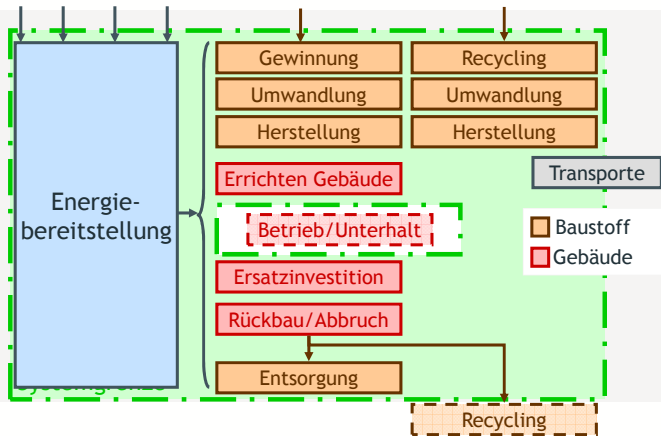 Gewinnung
Recycling
Umwandlung
Umwandlung
Herstellung
Herstellung
Errichten Gebäude
Transporte
Energie-
bereitstellung
Betrieb/Unterhalt
Baustoff
Gebäude
Ersatzinvestition
Rückbau/Abbruch
Entsorgung
Systemgrenze
Recycling